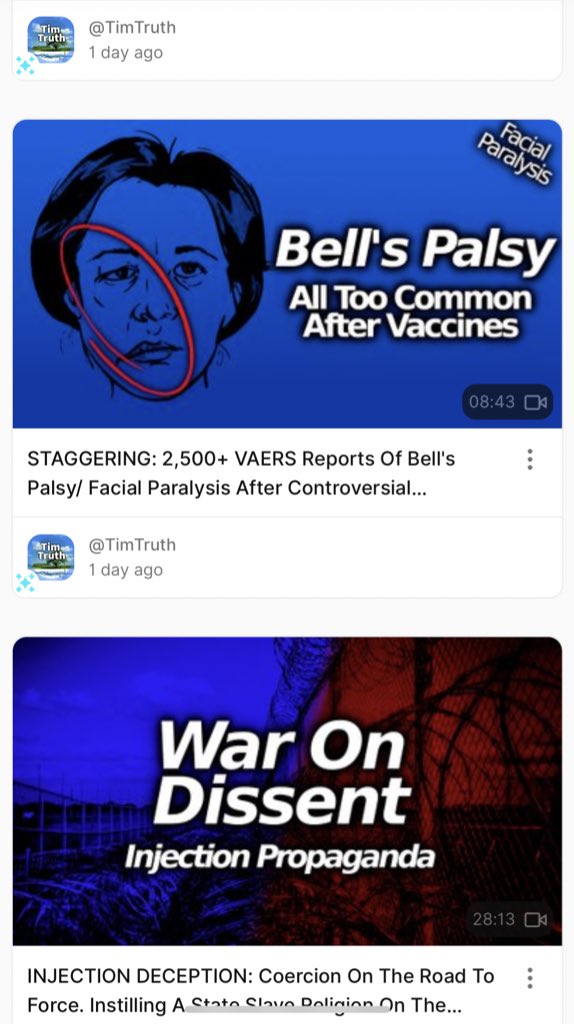 Tim
Truth
@TimTruth
1 day ago
Facial
Paralysis
Bell's Palsy
All Too Common
After Vaccines
08:43
STAGGERING: 2,500+ VAERS Reports Of Bell's
Palsy/ Facial Paralysis After Controversial...
Tim
Truth
@TimTruth
1 day ago
War On
Dissent
Injection Propaganda
28:13
INJECTION DECEPTION: Coercion On The Road To
Force. Instilling A State Slave Religion On The...